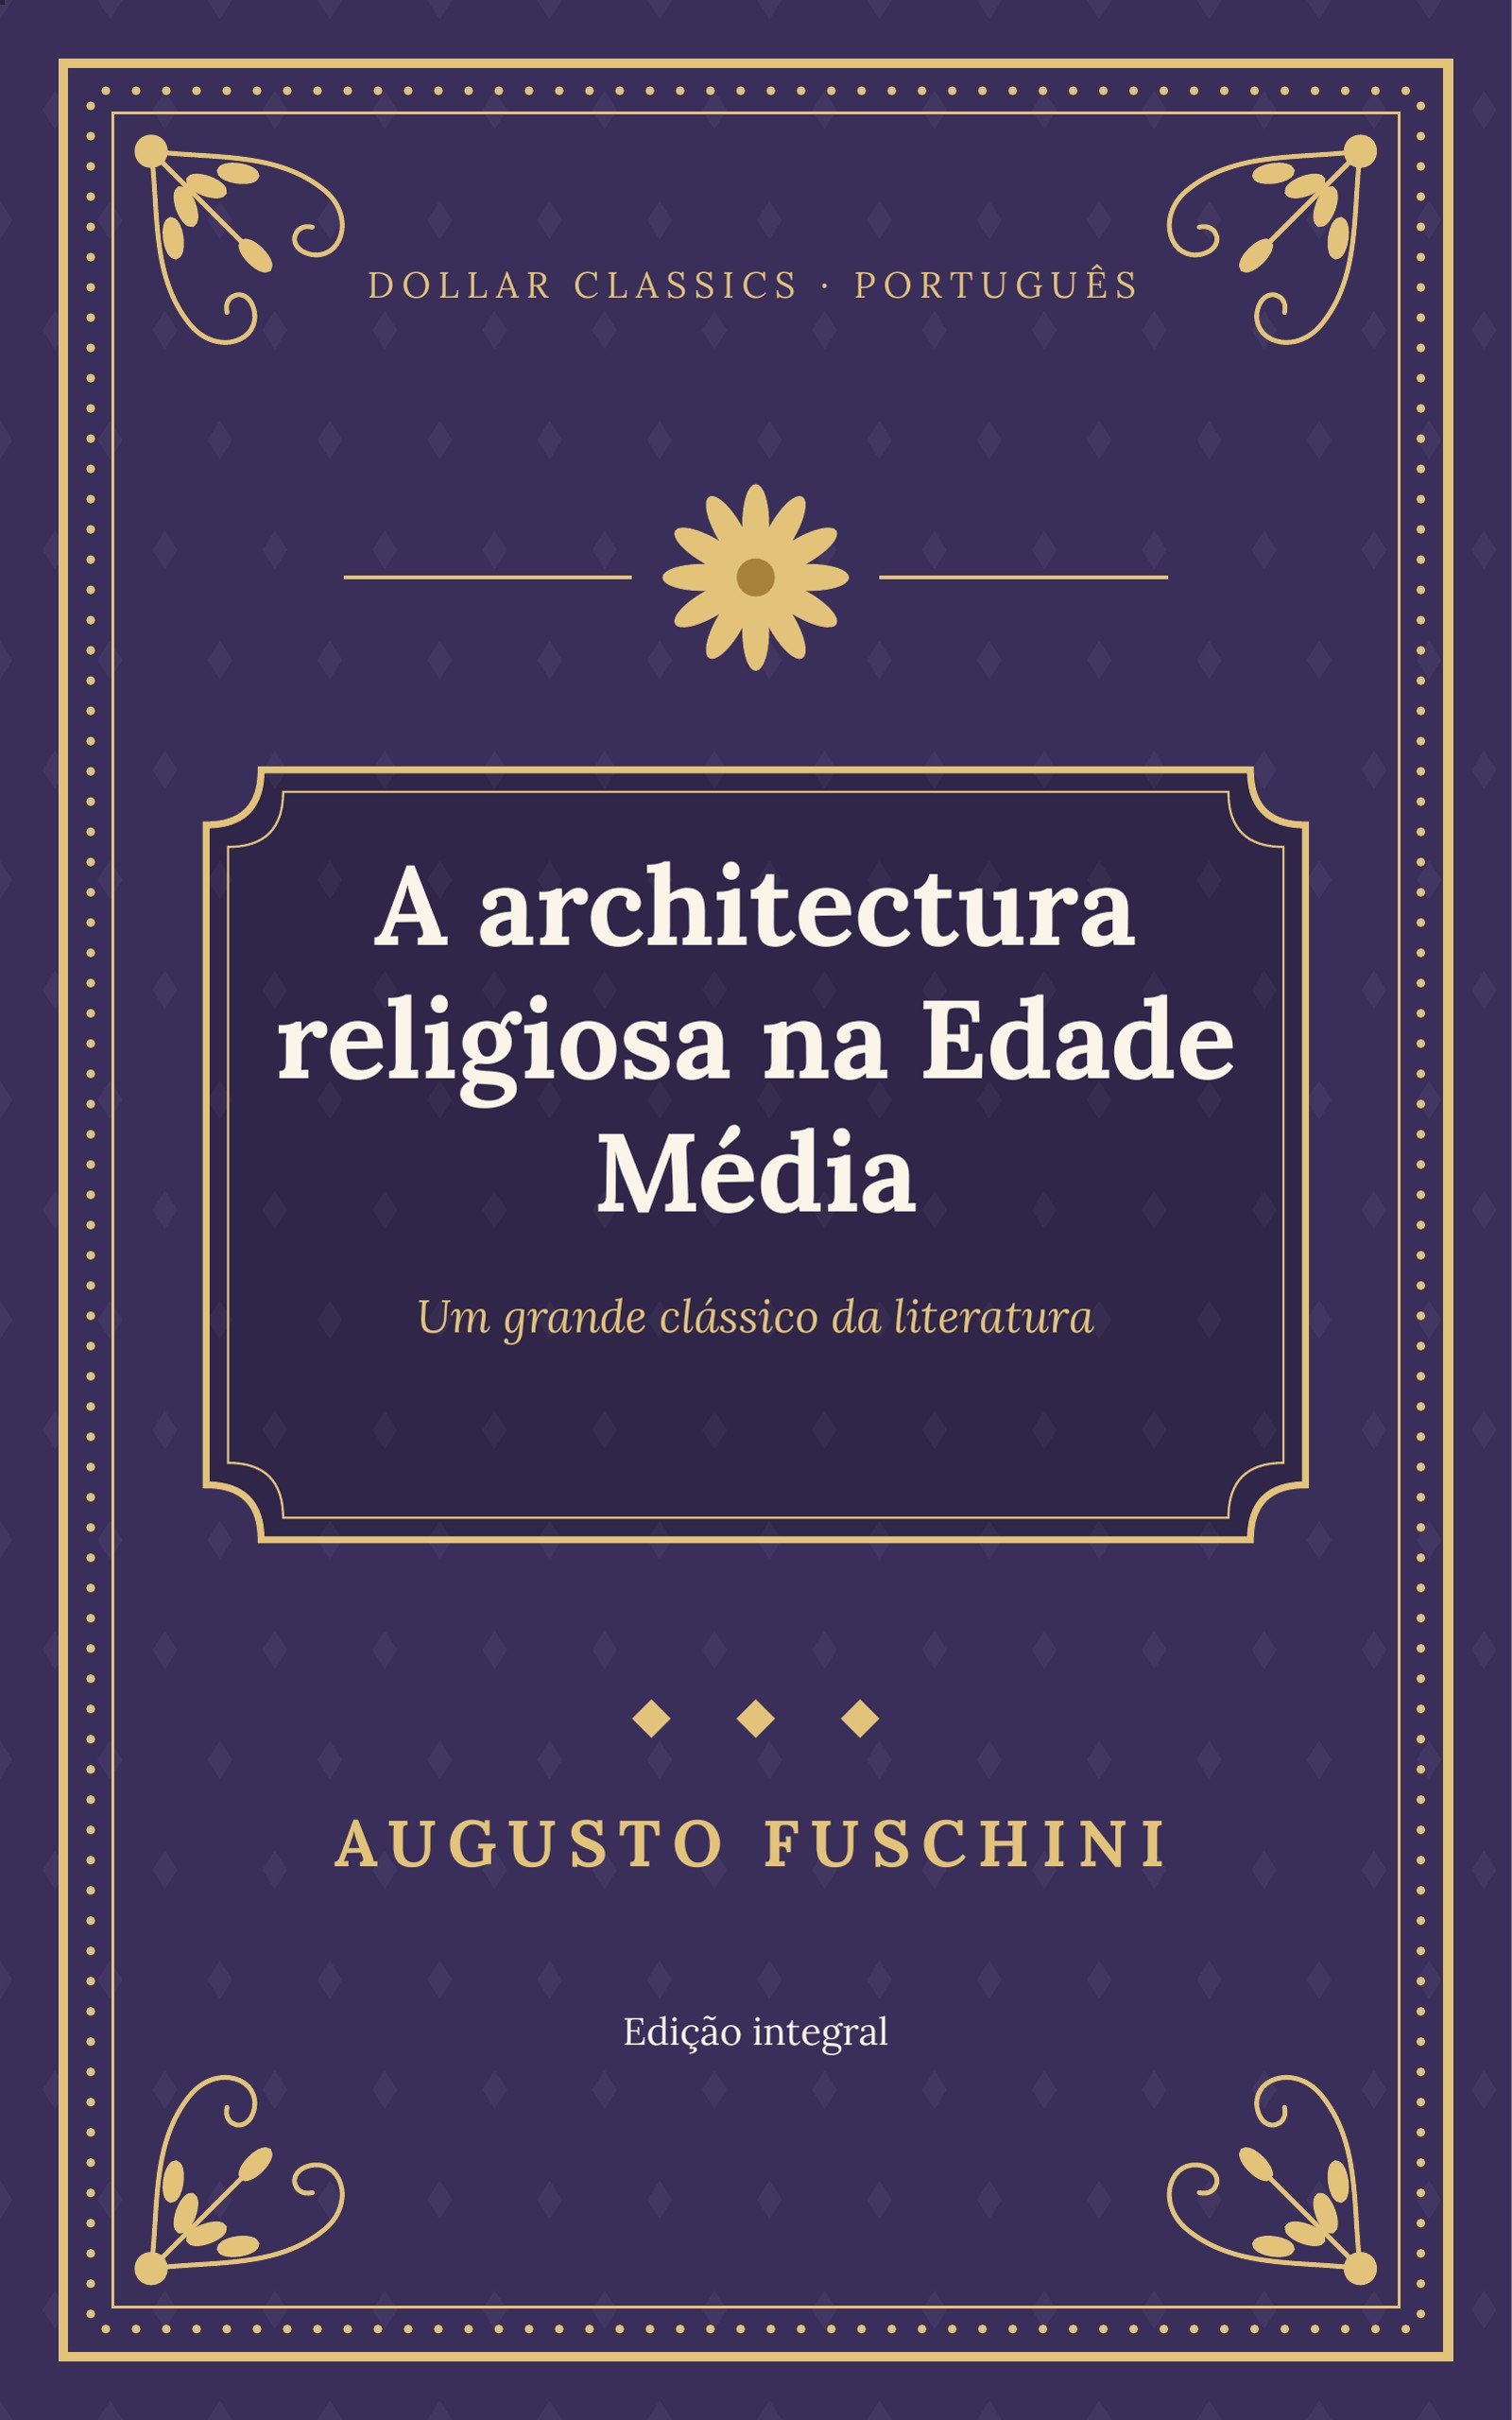 DOLLAR CLASSICS · PORTUGUÊS
A architectura
religiosa na Edade
Média
Um grande clássico da literatura
AUGUSTO FUSCHINI
Edição integral